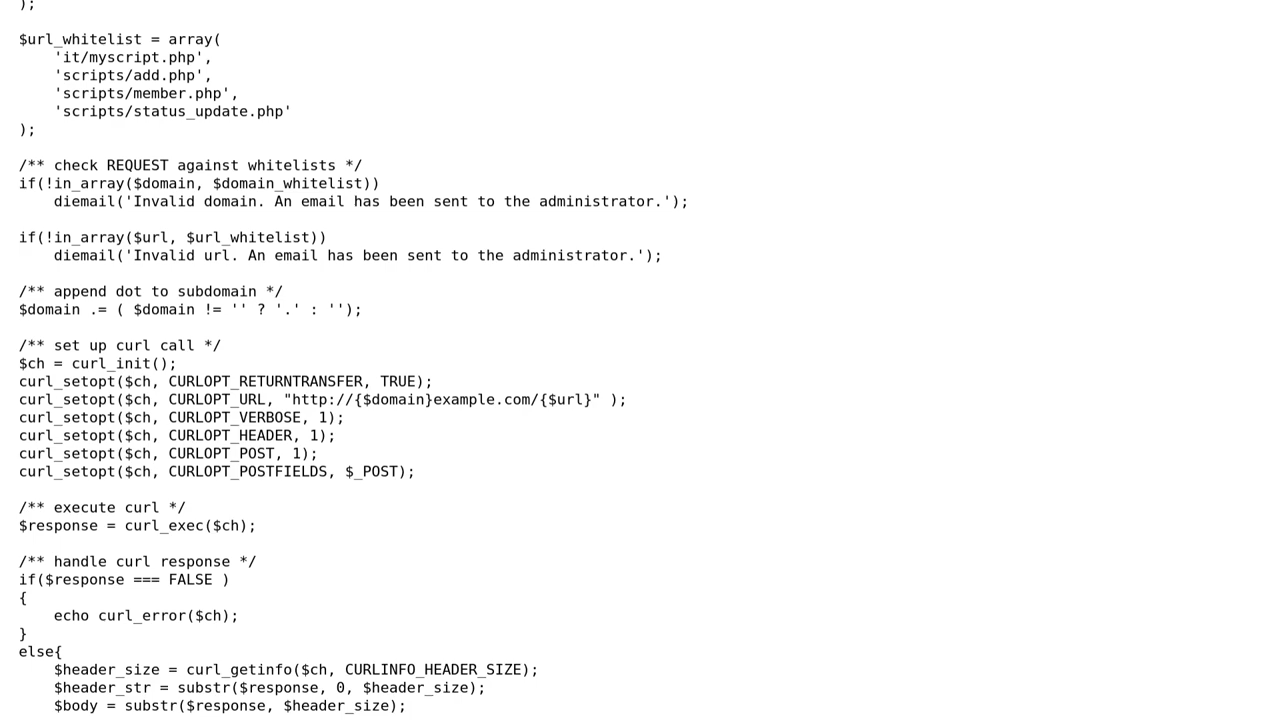 );

$url_whitelist = array(
    'it/myscript.php',
    'scripts/add.php',
    'scripts/member.php',
    'scripts/status_update.php'
);

/** check REQUEST against whitelists */
if(!in_array($domain, $domain_whitelist))
    diemail('Invalid domain. An email has been sent to the administrator.');

if(!in_array($url, $url_whitelist))
    diemail('Invalid url. An email has been sent to the administrator.');

/** append dot to subdomain */
$domain .= ( $domain != '' ? '.' : '');

/** set up curl call */
$ch = curl_init();
curl_setopt($ch, CURLOPT_RETURNTRANSFER, TRUE);
curl_setopt($ch, CURLOPT_URL, "http://{$domain}example.com/{$url}" );
curl_setopt($ch, CURLOPT_VERBOSE, 1);
curl_setopt($ch, CURLOPT_HEADER, 1);
curl_setopt($ch, CURLOPT_POST, 1);
curl_setopt($ch, CURLOPT_POSTFIELDS, $_POST);

/** execute curl */
$response = curl_exec($ch);

/** handle curl response */
if($response === FALSE )
{
    echo curl_error($ch);
}
else{
    $header_size = curl_getinfo($ch, CURLINFO_HEADER_SIZE);
    $header_str = substr($response, 0, $header_size);
    $body = substr($response, $header_size);